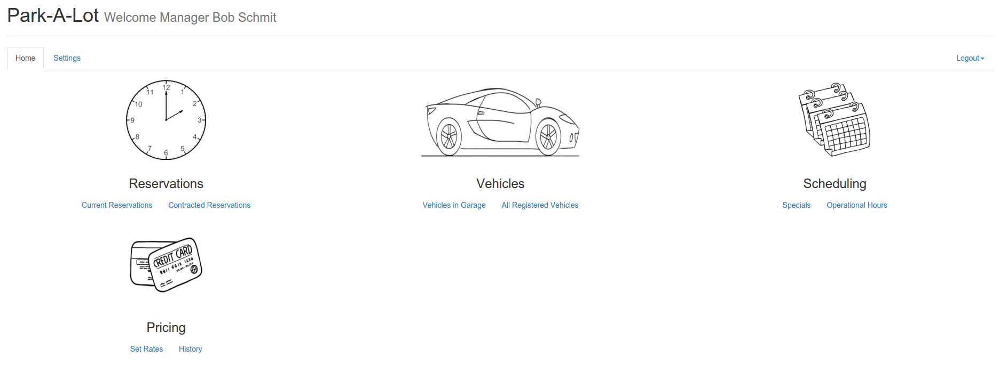 Park-A-Lot Welcome Manager Bob Schmit
Home Settings Logout
12
11 1
10 2
9 3
8 4
7 5
6
CREDIT CARD
8811 6612 1234
Reservations Vehicles Scheduling
Current Reservations Contracted Reservations Vehicles in Garage All Registered Vehicles Specials Operational Hours
Pricing
Set Rates History